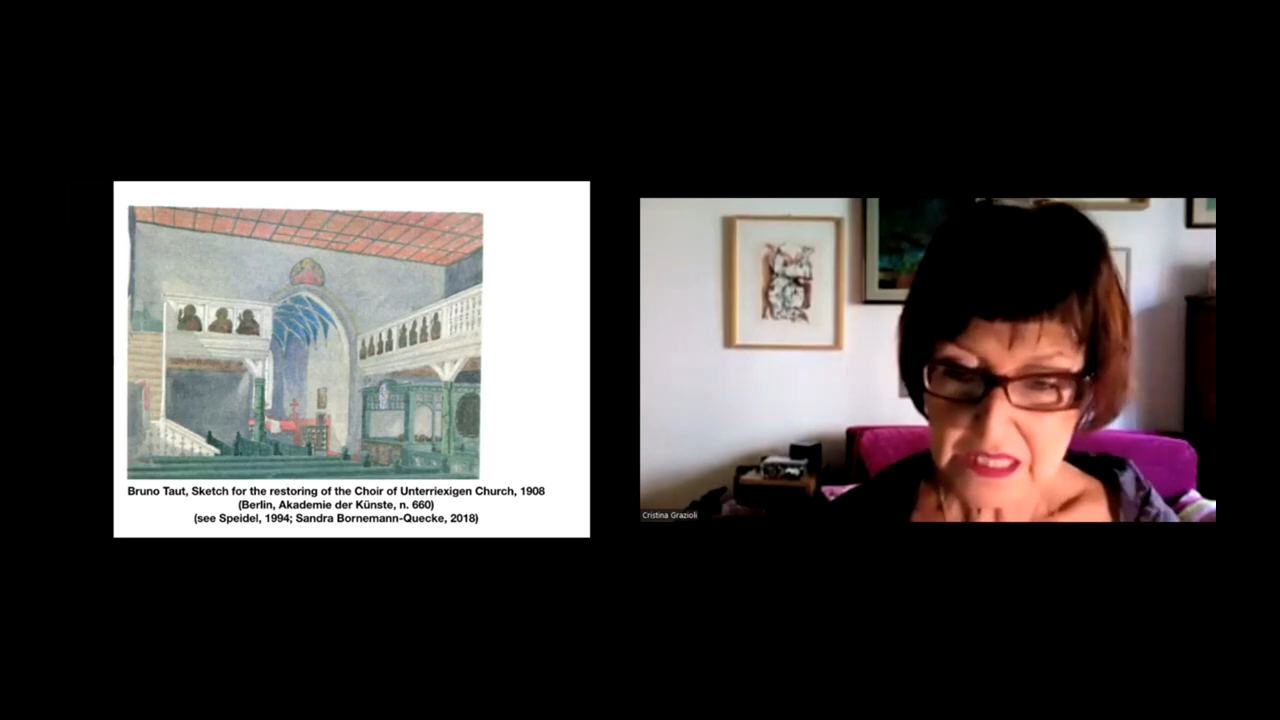 Bruno Taut, Sketch for the restoring of the Choir of Unterriexigen Church, 1908
(Berlin, Akademie der Künste, n. 660)
(see Speidel, 1994; Sandra Bornemann-Quecke, 2018)
Cristina Grazioli